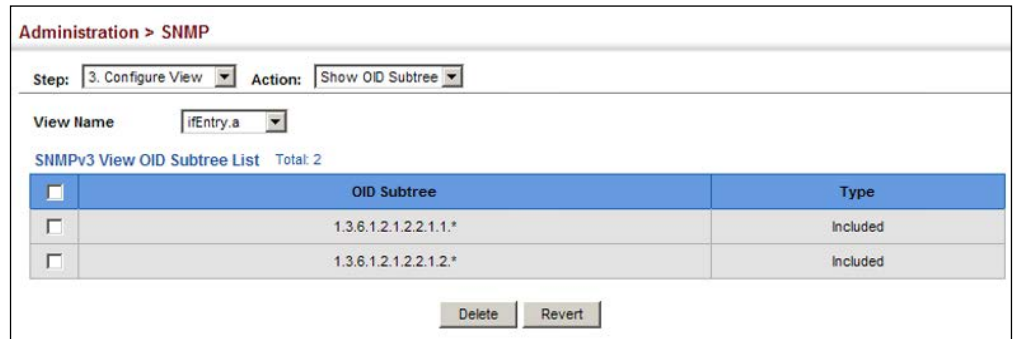 Administration > SNMP
Step: 3. Configure View Action: Show OID Subtree
View Name ifEntry.a
SNMPv3 View OID Subtree List Total: 2
OID Subtree Type
1.3.6.1.2.1.2.2.1.1.* Included
1.3.6.1.2.1.2.2.1.2.* Included
Delete Revert